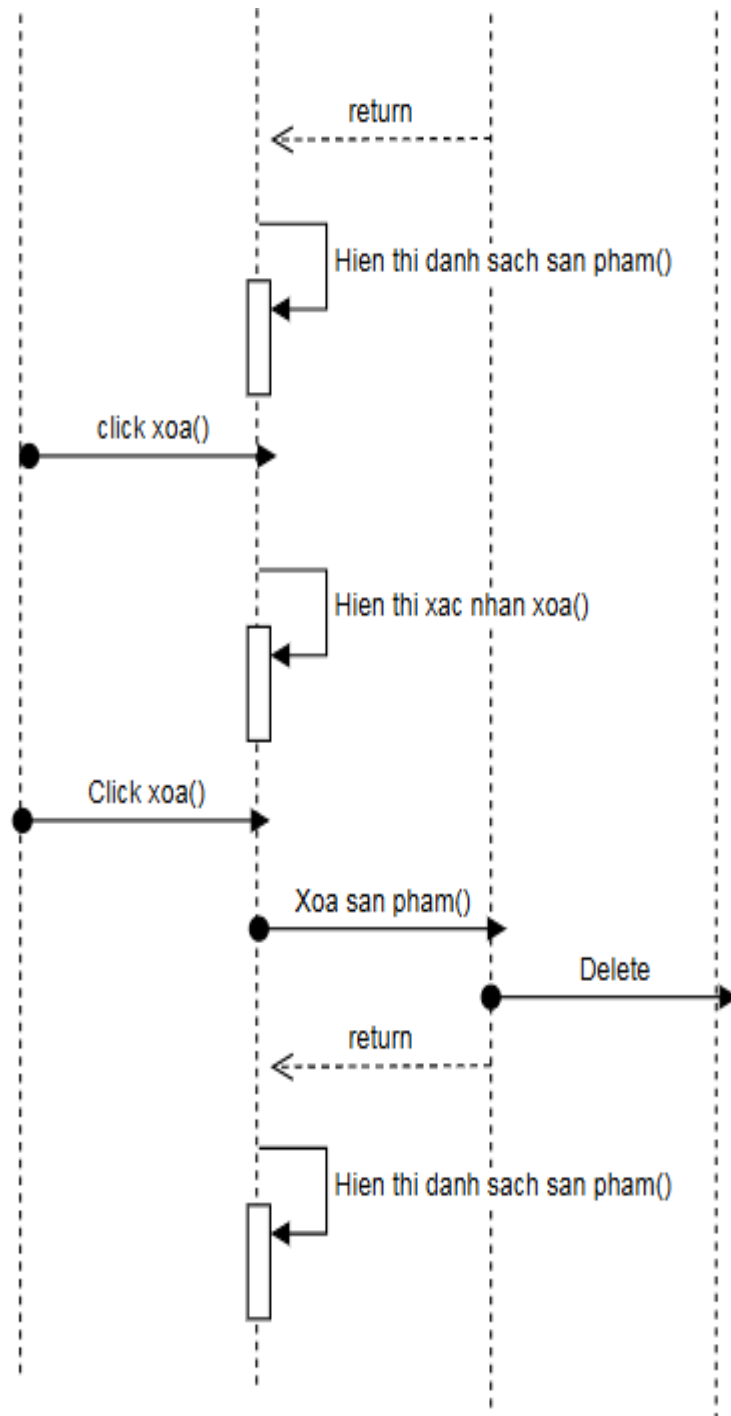 return
Hien thi danh sach san pham()
click xoa()
Hien thi xac nhan xoa()
Click xoa()
Xoa san pham()
Delete
return
Hien thi danh sach san pham()